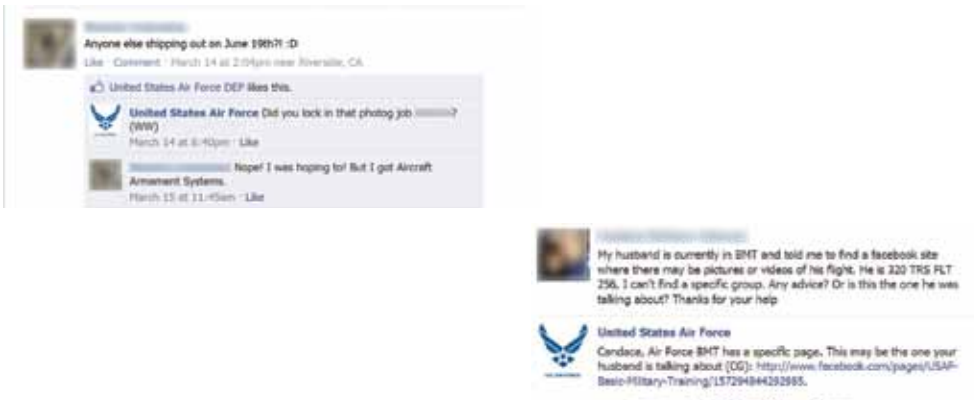 Anyone else shipping out on June 19th?! :D
Like · Comment · March 14 at 2:04pm near Riverside, CA
United States Air Force DEP likes this.
United States Air Force Did you lock in that photog job ?
(WW)
March 14 at 6:40pm · Like
Nope! I was hoping to! But I got Aircraft
Armament Systems.
March 15 at 11:45am · Like
My husband is currently in BMT and told me to find a facebook site
where there may be pictures or videos of his flight. He is 320 TRS FLT
256, I can't find a specific group. Any advice? Or is this the one he was
talking about? Thanks for your help
United States Air Force
Candace, Air Force BMT has a specific page. This may be the one your
husband is talking about (CG): http://www.facebook.com/pages/USAF-
Basic-Military-Training/157294844292985.